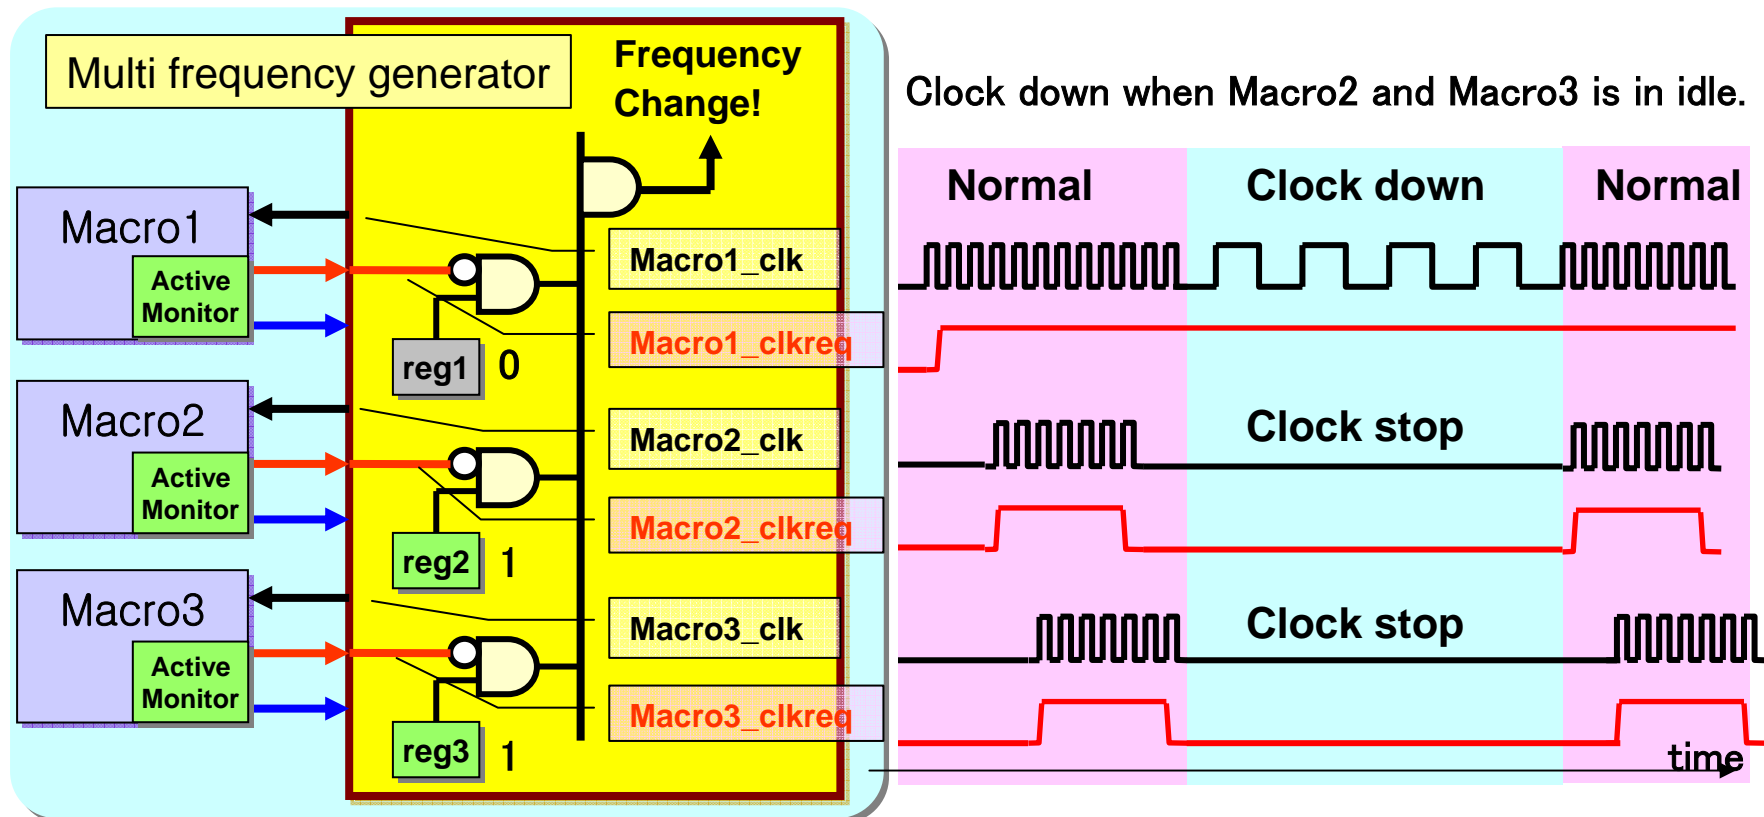 Multi frequency generator
Frequency
Change!
Macro1
Active
Monitor
reg1
0
Macro1_clk
Macro1_clkreq
Macro2
Active
Monitor
reg2
1
Macro2_clk
Macro2_clkreq
Macro3
Active
Monitor
reg3
1
Macro3_clk
Macro3_clkreq
Clock down when Macro2 and Macro3 is in idle.
Normal
Clock down
Normal
Clock stop
Clock stop
time